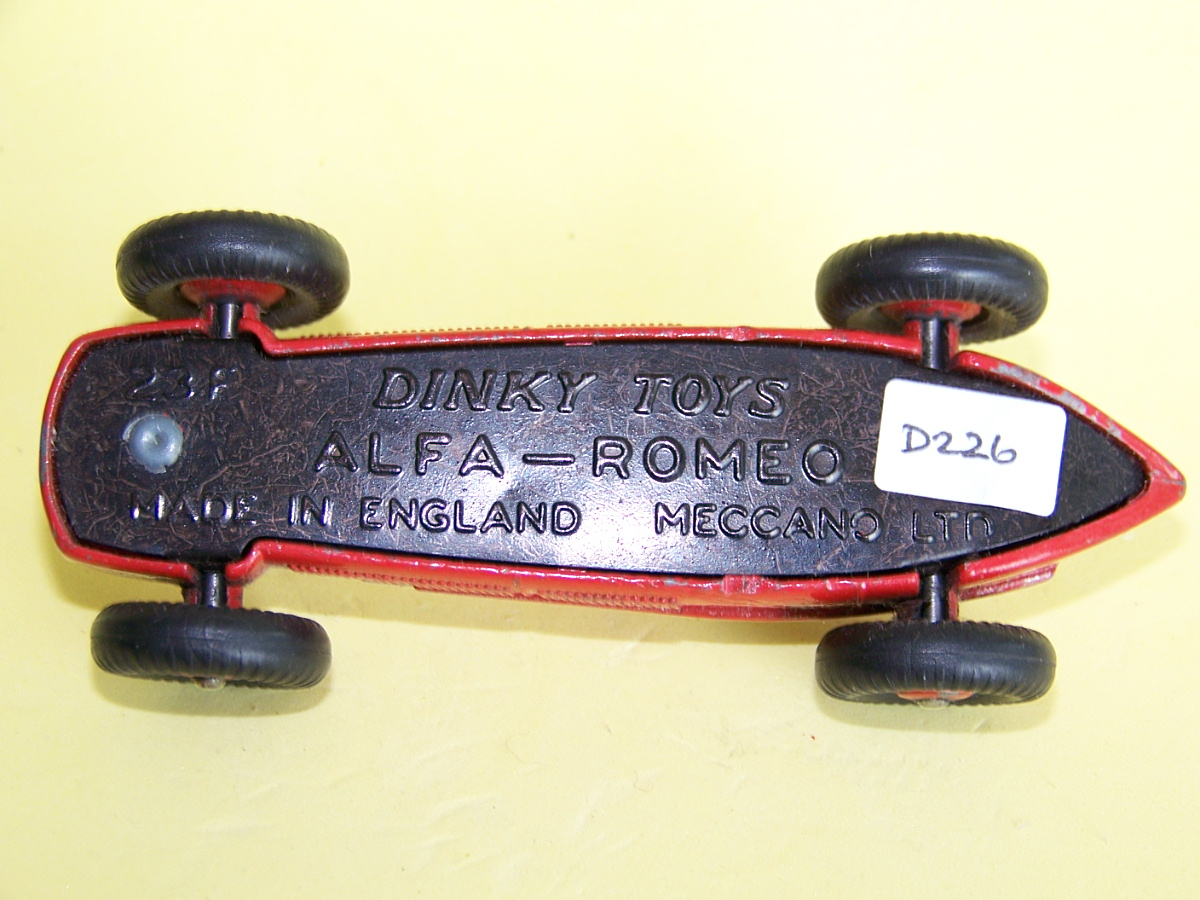 23F
DINKY TOYS
ALFA-ROMEO
MADE IN ENGLAND MECCANO LTD
D226